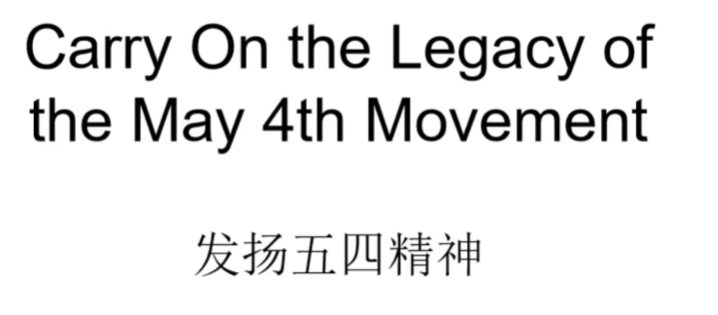 Carry On the Legacy of
the May 4th Movement
发扬五四精神